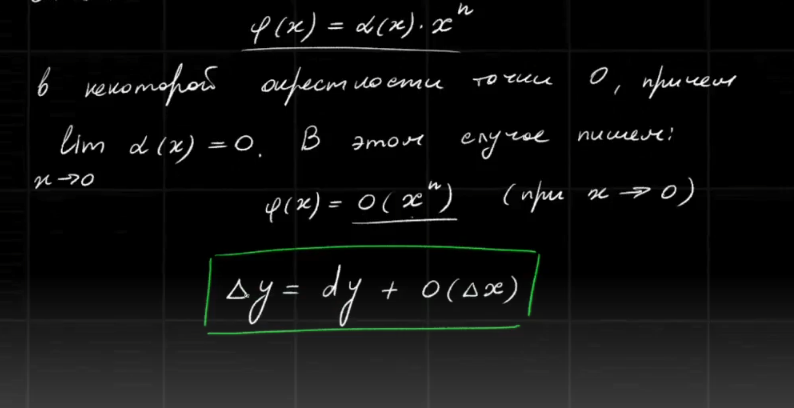 φ(x) = α(x) · xⁿ
в некоторой окрестности точки 0, причем
lim α(x) = 0. В этом случае пишем:
x→0
φ(x) = o(xⁿ) (при x → 0)
Δy = dy + o(Δx)